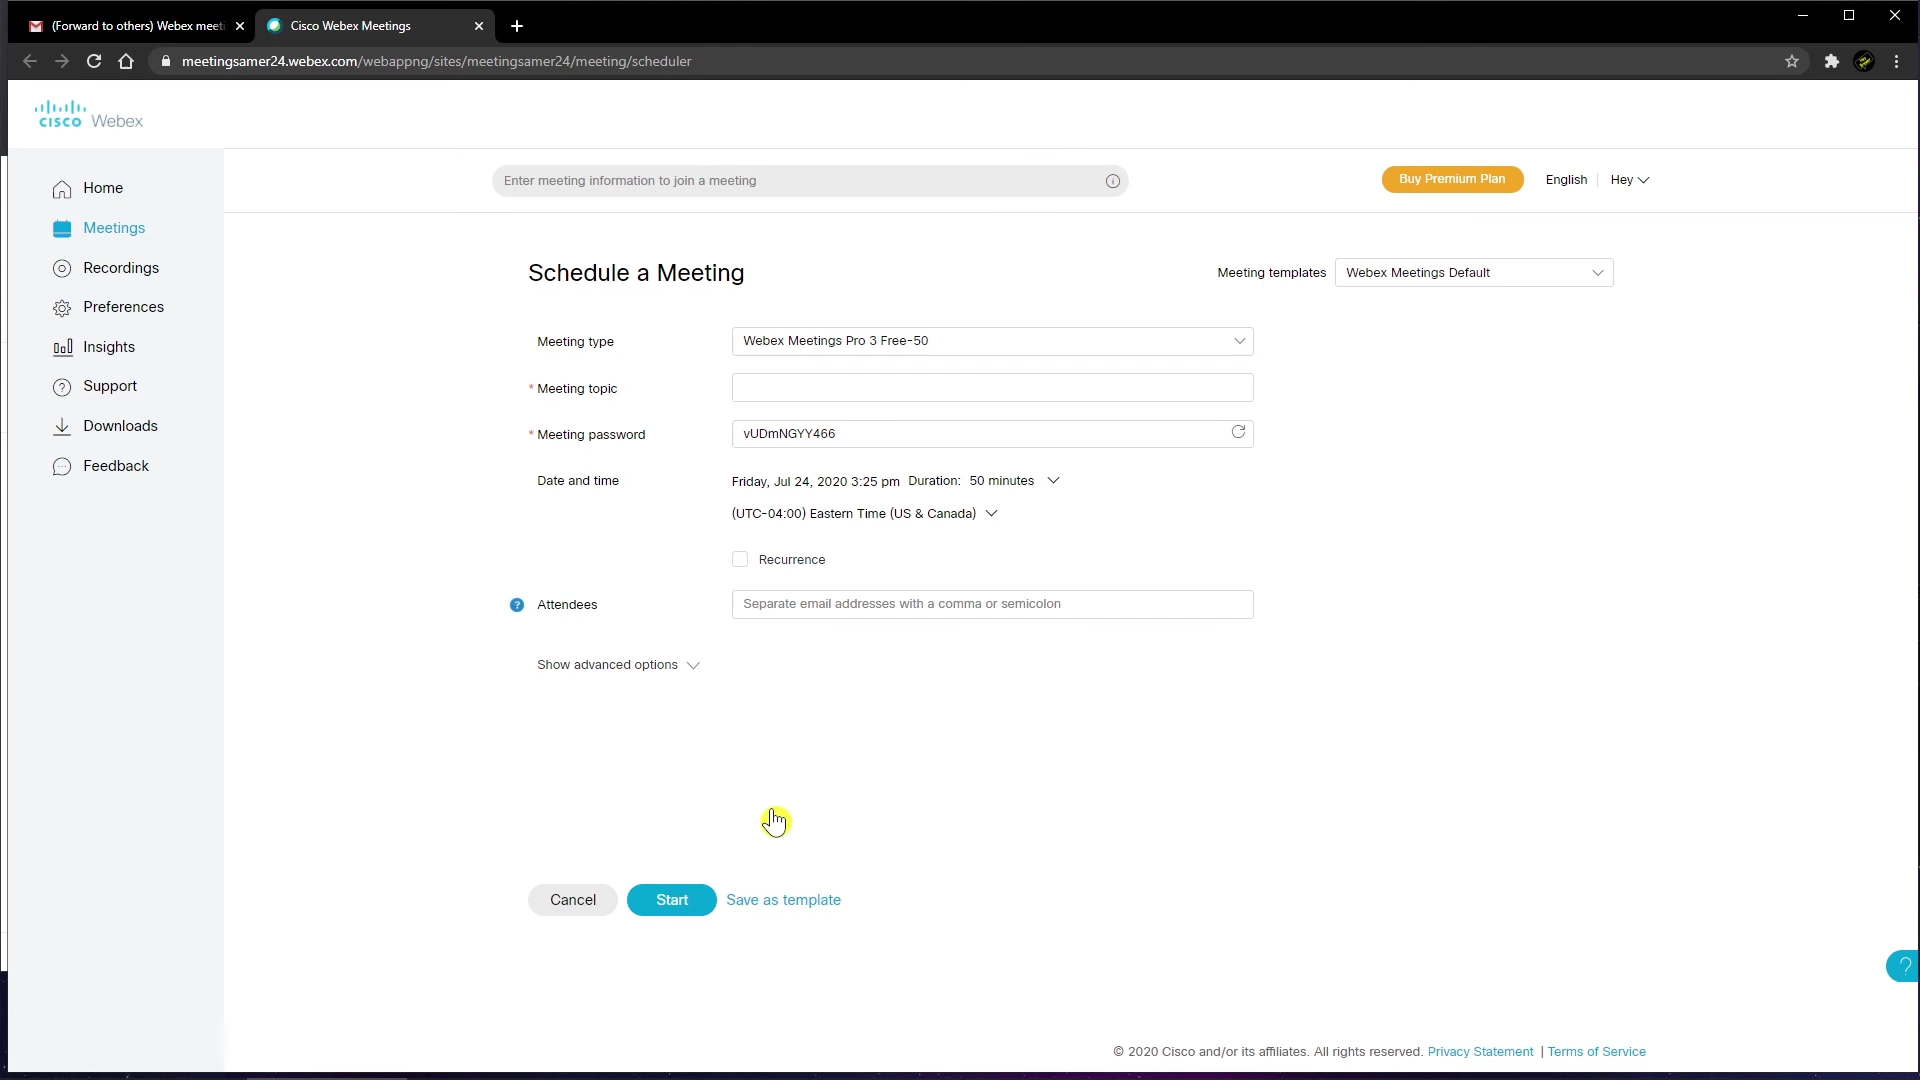 (Forward to others) Webex meeti
Cisco Webex Meetings
meetingsamer24.webex.com/webappng/sites/meetingsamer24/meeting/scheduler
CISCO Webex
Home
Meetings
Recordings
Preferences
Insights
Support
Downloads
Feedback
Enter meeting information to join a meeting
Buy Premium Plan
English
Hey
Schedule a Meeting
Meeting templates Webex Meetings Default
Meeting type Webex Meetings Pro 3 Free-50
* Meeting topic
* Meeting password vUDmNGYY466
Date and time Friday, Jul 24, 2020 3:25 pm Duration: 50 minutes
(UTC-04:00) Eastern Time (US & Canada)
Recurrence
? Attendees Separate email addresses with a comma or semicolon
Show advanced options
Cancel Start Save as template
?
© 2020 Cisco and/or its affiliates. All rights reserved. Privacy Statement | Terms of Service